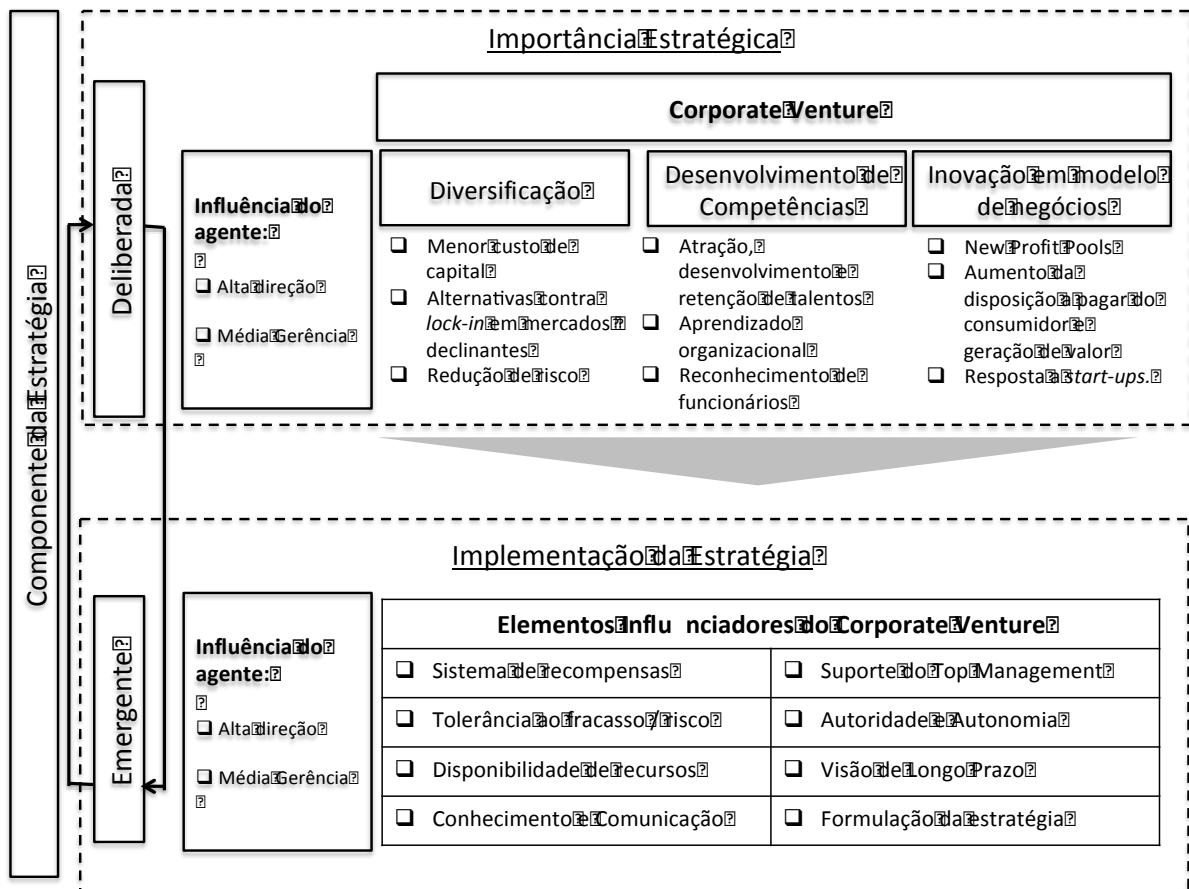 Componente da Estratégia
Importância Estratégica
Deliberada
Influência do
agente:
❑ Alta direção
❑ Média Gerência
Corporate Venture
Diversificação
❑ Menor custo de
capital
❑ Alternativas contra
lock-in em mercados
declinantes
❑ Redução de risco
Desenvolvimento de
Competências
❑ Atração,
desenvolvimento e
retenção de talentos
❑ Aprendizado
organizacional
❑ Reconhecimento de
funcionários
Inovação em modelo
de negócios
❑ New Profit Pools
❑ Aumento da
disposição a pagar do
consumidor e
geração de valor
❑ Resposta a start-ups.
Implementação da Estratégia
Emergente
Influência do
agente:
❑ Alta direção
❑ Média Gerência
Elementos Influ nciadores do Corporate Venture
❑ Sistema de recompensas
❑ Suporte do Top Management
❑ Tolerância ao fracasso / risco
❑ Autoridade e Autonomia
❑ Disponibilidade de recursos
❑ Visão de Longo Prazo
❑ Conhecimento e Comunicação
❑ Formulação da estratégia